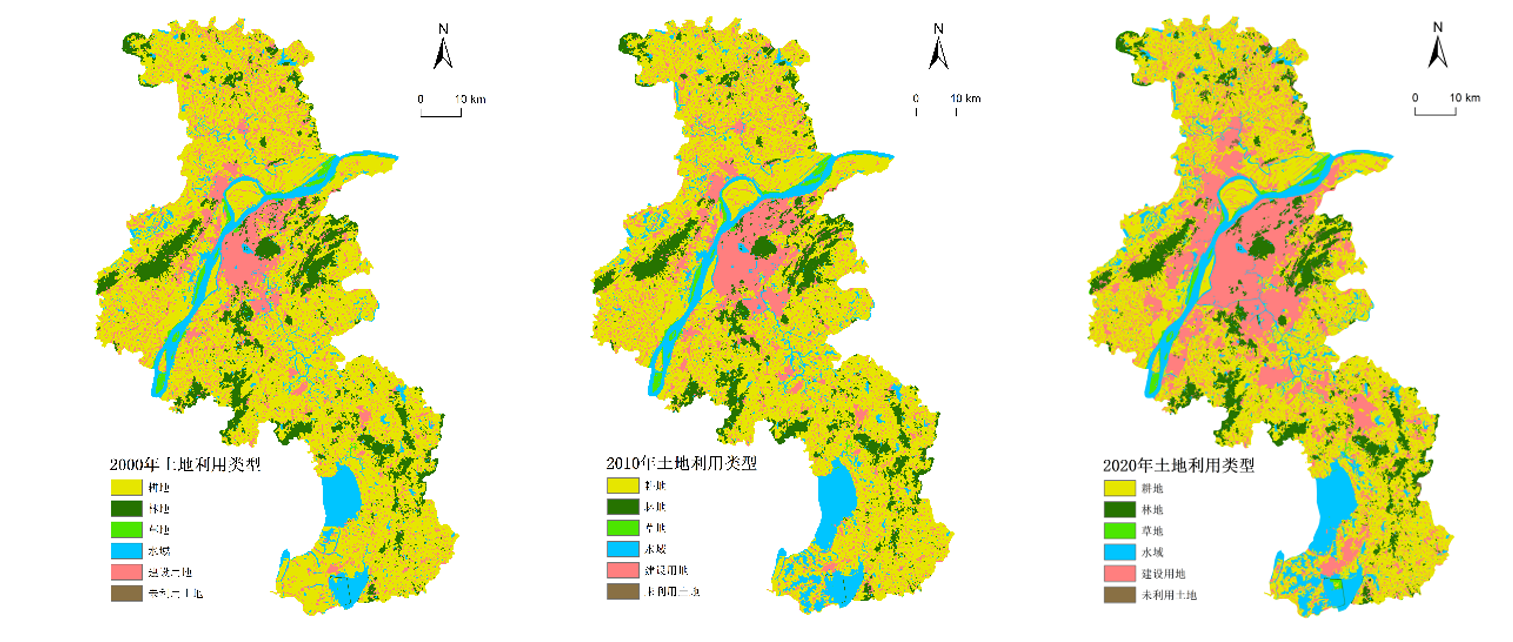 N
0 10 km
2000年土地利用类型
耕地
林地
草地
水域
建设用地
未利用土地
N
0 10 km
2010年土地利用类型
耕地
林地
草地
水域
建设用地
未利用土地
N
0 10 km
2020年土地利用类型
耕地
林地
草地
水域
建设用地
未利用土地